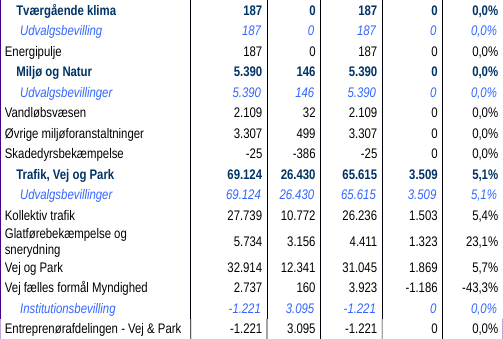 Tværgående klima 187 0 187 0 0,0%
Udvalgsbevilling 187 0 187 0 0,0%
Energipulje 187 0 187 0 0,0%
Miljø og Natur 5.390 146 5.390 0 0,0%
Udvalgsbevillinger 5.390 146 5.390 0 0,0%
Vandløbsvæsen 2.109 32 2.109 0 0,0%
Øvrige miljøforanstaltninger 3.307 499 3.307 0 0,0%
Skadedyrsbekæmpelse -25 -386 -25 0 0,0%
Trafik, Vej og Park 69.124 26.430 65.615 3.509 5,1%
Udvalgsbevillinger 69.124 26.430 65.615 3.509 5,1%
Kollektiv trafik 27.739 10.772 26.236 1.503 5,4%
Glatførebekæmpelse og
snerydning 5.734 3.156 4.411 1.323 23,1%
Vej og Park 32.914 12.341 31.045 1.869 5,7%
Vej fælles formål Myndighed 2.737 160 3.923 -1.186 -43,3%
Institutionsbevilling -1.221 3.095 -1.221 0 0,0%
Entreprenørafdelingen - Vej & Park -1.221 3.095 -1.221 0 0,0%